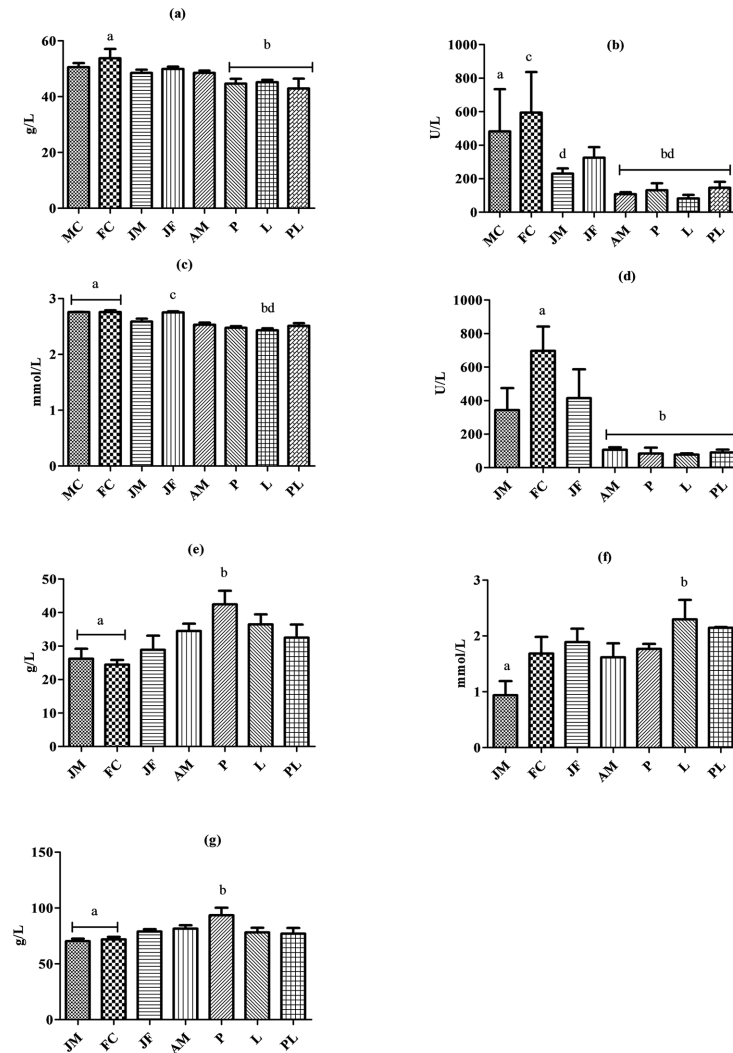 (a)
a
b
g/L
60
40
20
0
MC FC JM JF AM P L PL
(b)
a
c
d
bd
U/L
1000
800
600
400
200
0
MC FC JM JF AM P L PL
(c)
a
c
bd
mmol/L
3
2
1
0
MC FC JM JF AM P L PL
(d)
a
b
U/L
1000
800
600
400
200
0
JM FC JF AM P L PL
(e)
a
b
g/L
50
40
30
20
10
0
JM FC JF AM P L PL
(f)
a
b
mmol/L
3
2
1
0
JM FC JF AM P L PL
(g)
a
b
g/L
150
100
50
0
JM FC JF AM P L PL